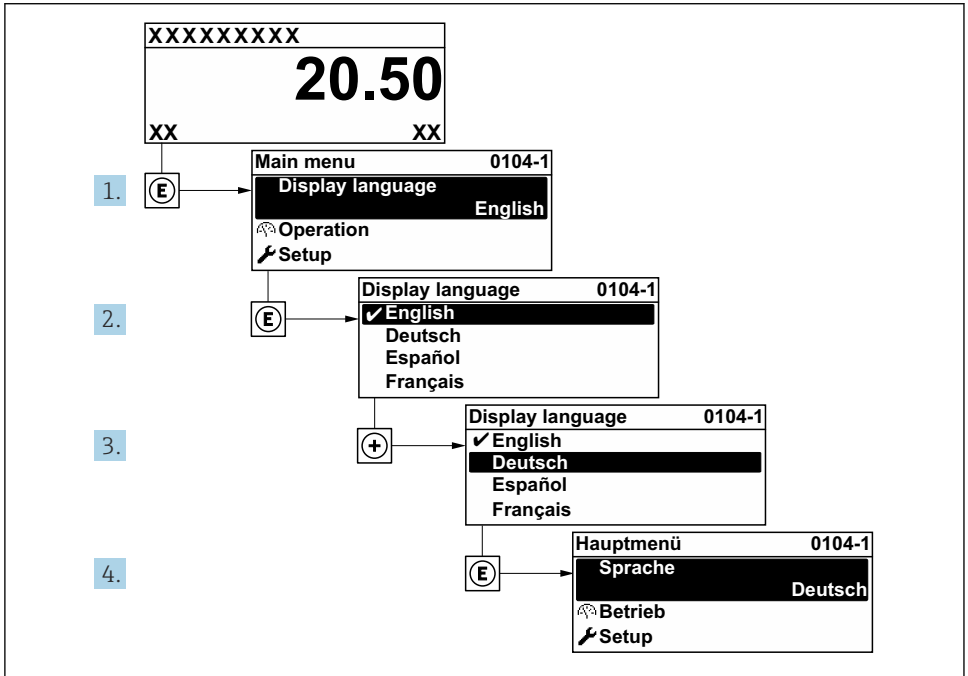 XXXXXXXXX
20.50
XX XX
1. E
Main menu 0104-1
Display language
English
Operation
Setup
2. E
Display language 0104-1
✔English
Deutsch
Español
Français
3. +
Display language 0104-1
✔English
Deutsch
Español
Français
4. E
Hauptmenü 0104-1
Sprache
Deutsch
Betrieb
Setup